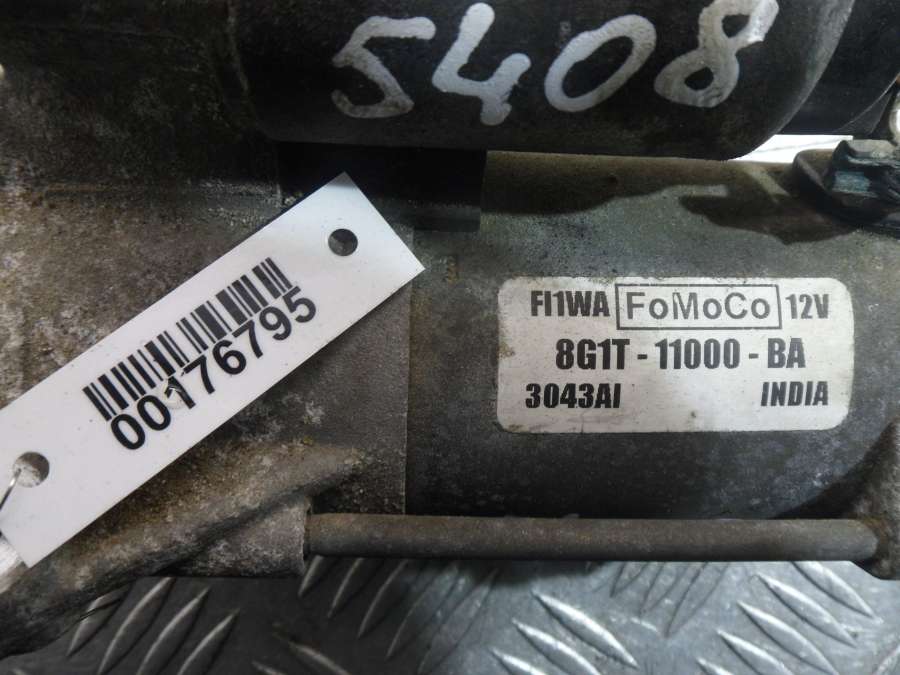 5408
00176795
FI1WA FoMoCo 12V
8G1T - 11000 - BA
3043AI INDIA